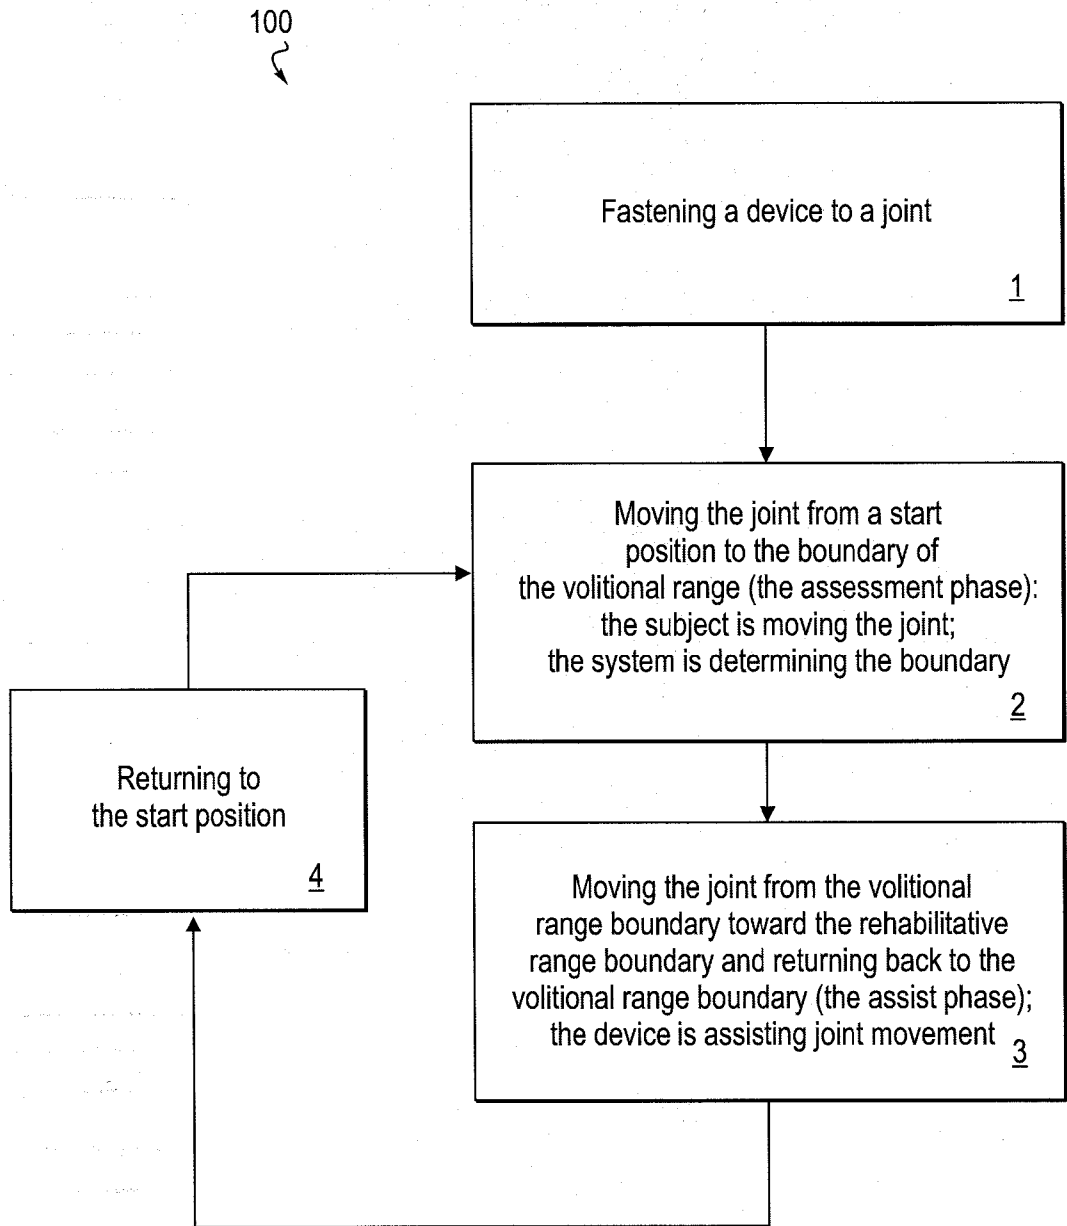 100
Fastening a device to a joint
1
Moving the joint from a start
position to the boundary of
the volitional range (the assessment phase):
the subject is moving the joint;
the system is determining the boundary
2
Returning to
the start position
4
Moving the joint from the volitional
range boundary toward the rehabilitative
range boundary and returning back to the
volitional range boundary (the assist phase);
the device is assisting joint movement
3